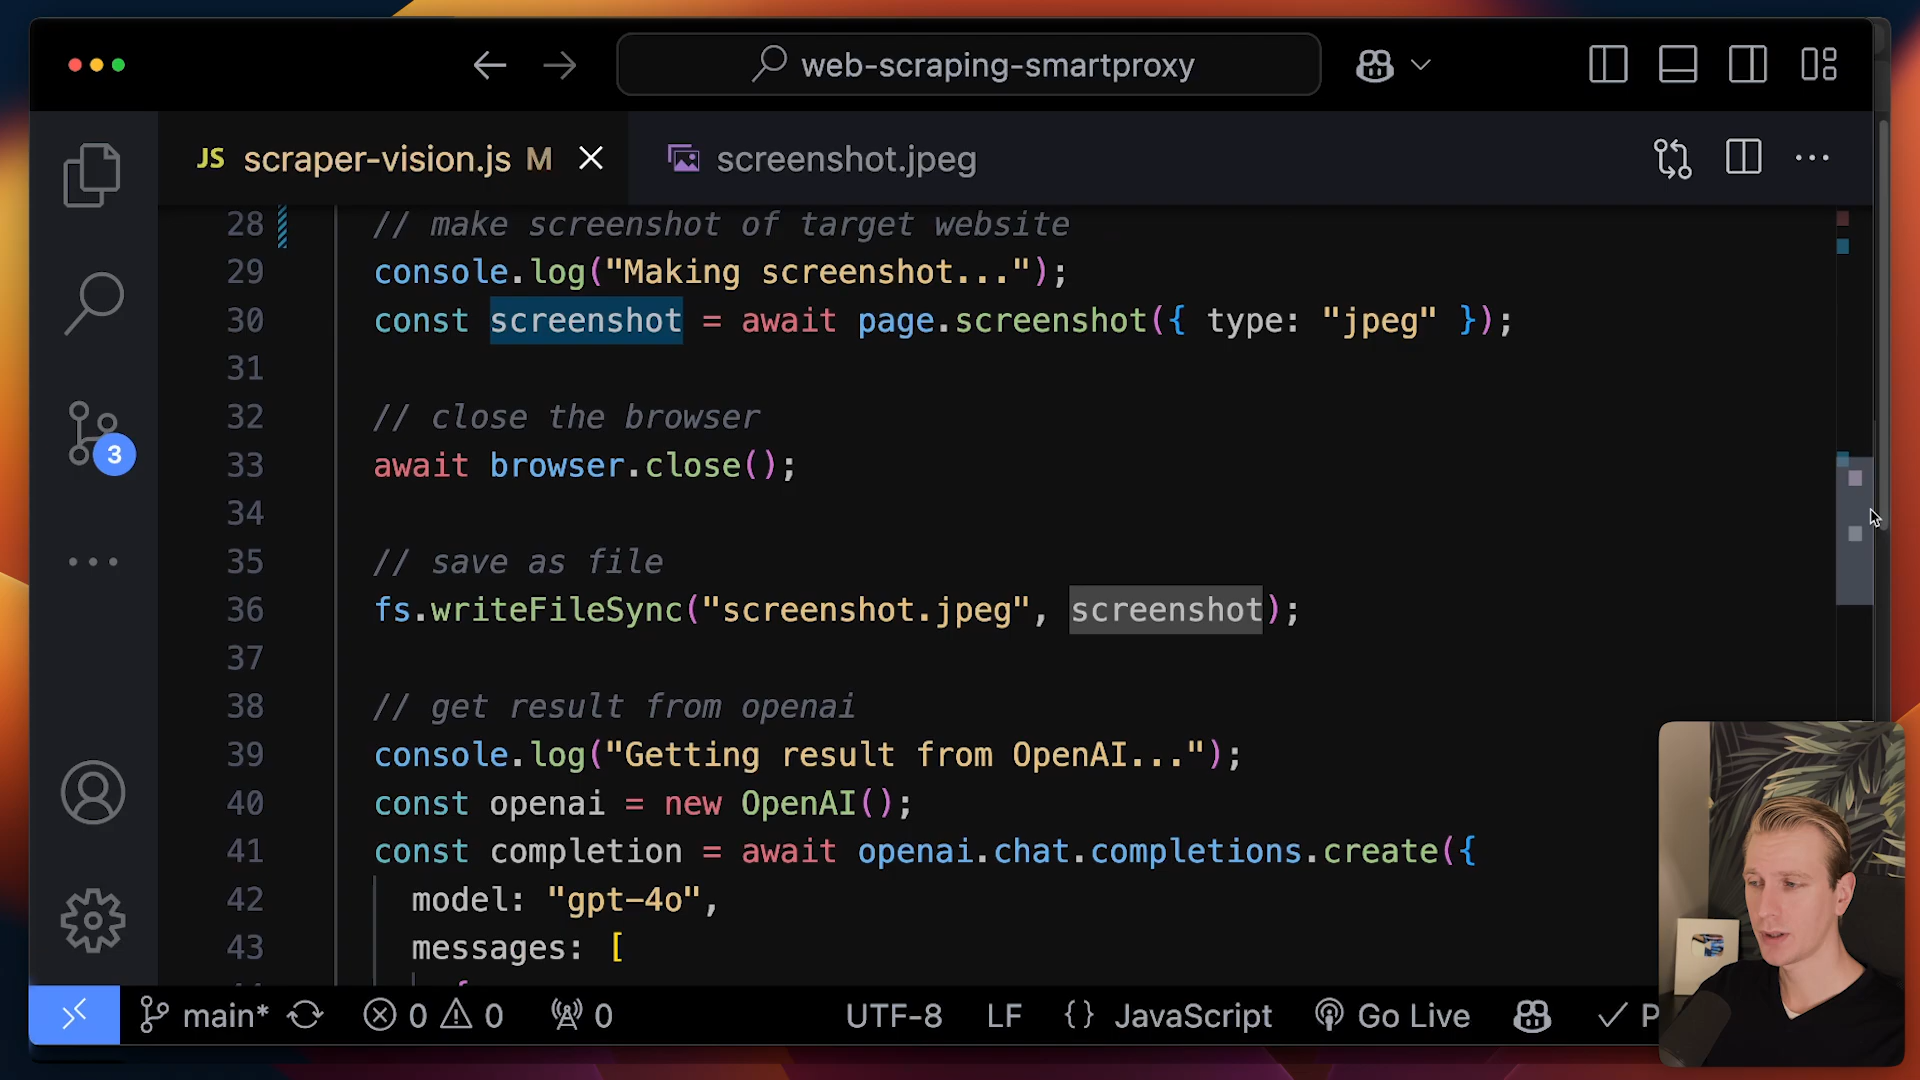 web-scraping-smartproxy
JS scraper-vision.js M
screenshot.jpeg
28 // make screenshot of target website
29 console.log("Making screenshot...");
30 const screenshot = await page.screenshot({ type: "jpeg" });
31
32 // close the browser
33 await browser.close();
34
35 // save as file
36 fs.writeFileSync("screenshot.jpeg", screenshot);
37
38 // get result from openai
39 console.log("Getting result from OpenAI...");
40 const openai = new OpenAI();
41 const completion = await openai.chat.completions.create({
42 model: "gpt-4o",
43 messages: [
3
main* 0 0 0 UTF-8 LF {} JavaScript Go Live